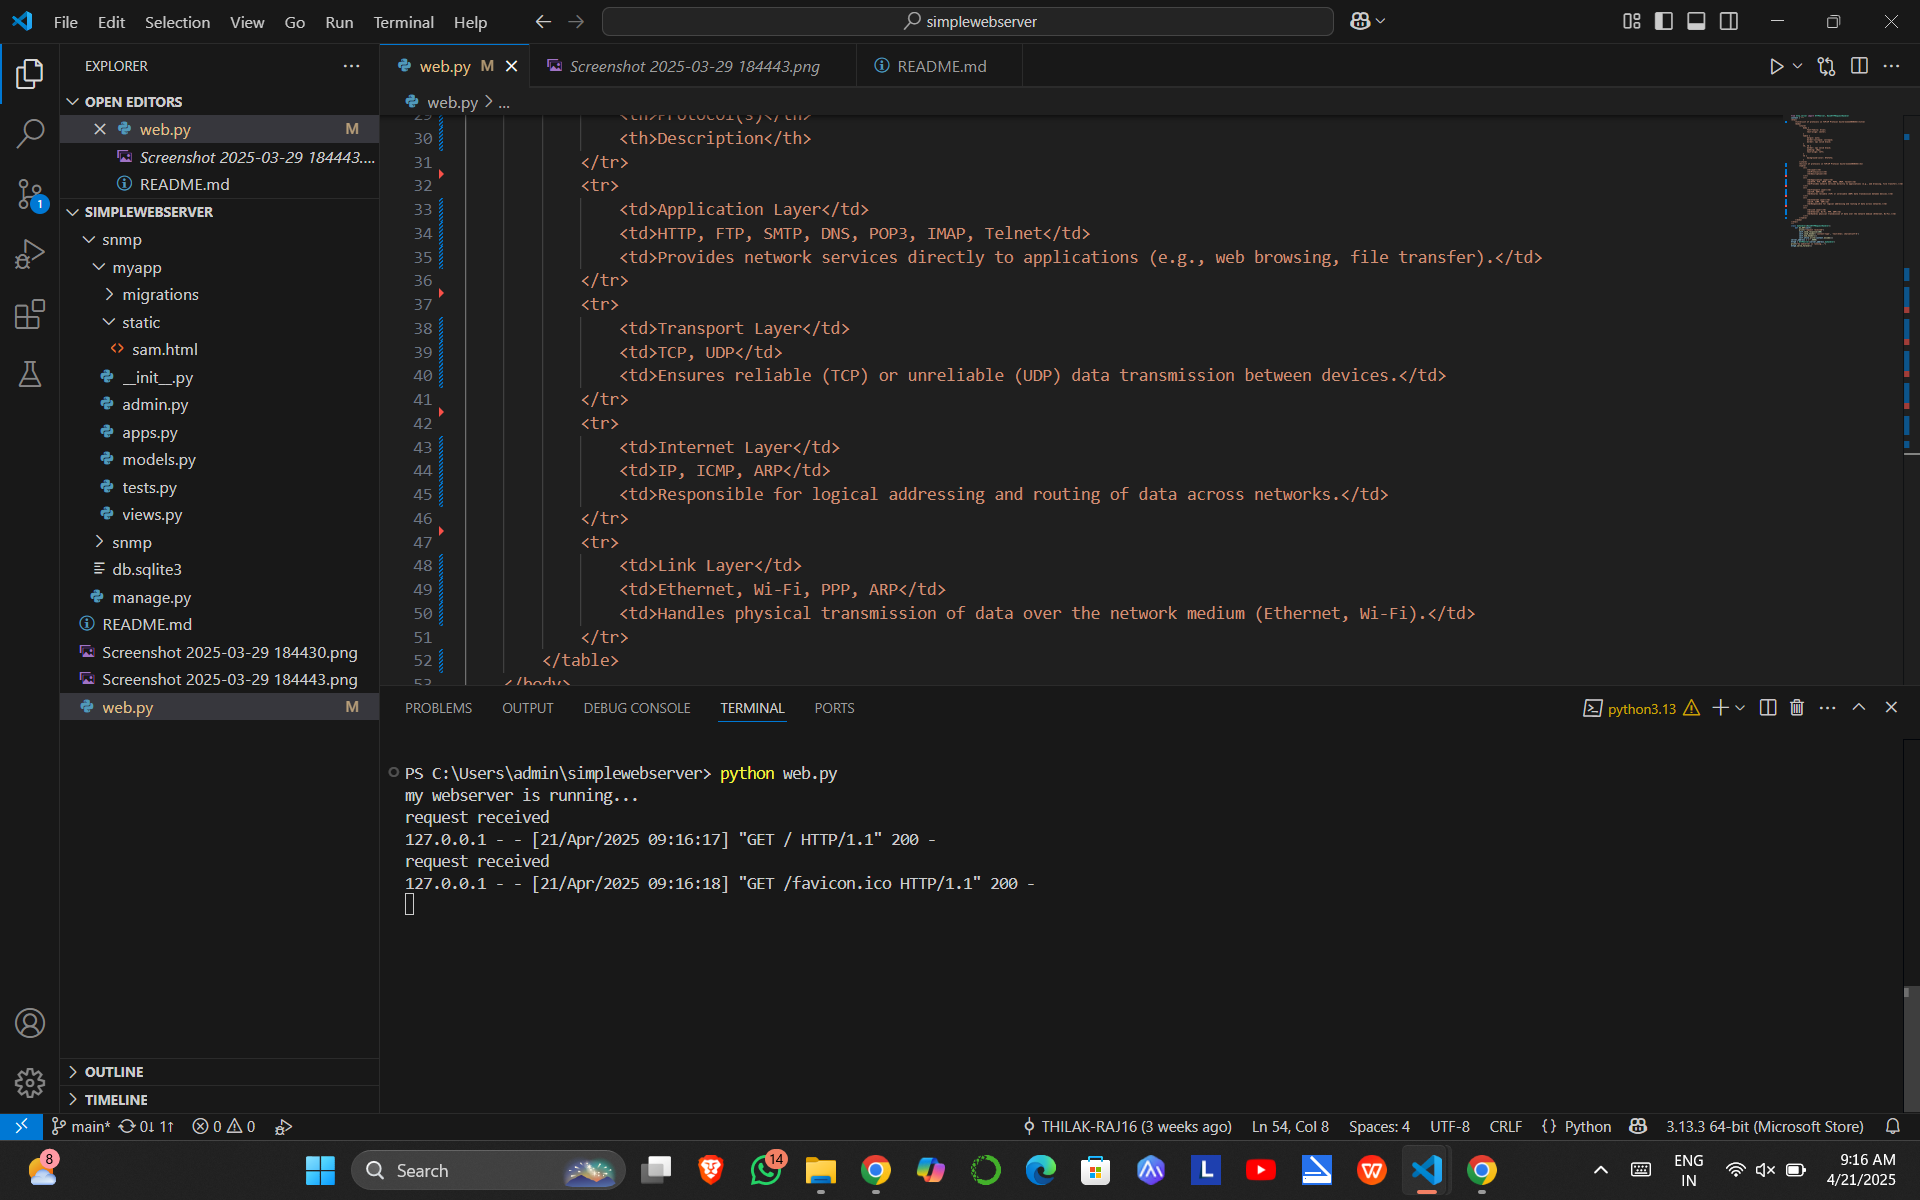 File Edit Selection View Go Run Terminal Help
simplewebserver
EXPLORER
OPEN EDITORS
web.py M
Screenshot 2025-03-29 184443....
README.md
SIMPLEWEBSERVER
snmp
myapp
migrations
static
sam.html
__init__.py
admin.py
apps.py
models.py
tests.py
views.py
snmp
db.sqlite3
manage.py
README.md
Screenshot 2025-03-29 184430.png
Screenshot 2025-03-29 184443.png
web.py M
OUTLINE
TIMELINE
web.py M
Screenshot 2025-03-29 184443.png
README.md
web.py > ...
29 <th>Protocol(s)</th>
30 <th>Description</th>
31 </tr>
32 <tr>
33 <td>Application Layer</td>
34 <td>HTTP, FTP, SMTP, DNS, POP3, IMAP, Telnet</td>
35 <td>Provides network services directly to applications (e.g., web browsing, file transfer).</td>
36 </tr>
37 <tr>
38 <td>Transport Layer</td>
39 <td>TCP, UDP</td>
40 <td>Ensures reliable (TCP) or unreliable (UDP) data transmission between devices.</td>
41 </tr>
42 <tr>
43 <td>Internet Layer</td>
44 <td>IP, ICMP, ARP</td>
45 <td>Responsible for logical addressing and routing of data across networks.</td>
46 </tr>
47 <tr>
48 <td>Link Layer</td>
49 <td>Ethernet, Wi-Fi, PPP, ARP</td>
50 <td>Handles physical transmission of data over the network medium (Ethernet, Wi-Fi).</td>
51 </tr>
52 </table>
53 </body>
PROBLEMS OUTPUT DEBUG CONSOLE TERMINAL PORTS
python3.13
PS C:\Users\admin\simplewebserver> python web.py
my webserver is running...
request received
127.0.0.1 - - [21/Apr/2025 09:16:17] "GET / HTTP/1.1" 200 -
request received
127.0.0.1 - - [21/Apr/2025 09:16:18] "GET /favicon.ico HTTP/1.1" 200 -
1
main* 0↓ 1↑ 0 0
THILAK-RAJ16 (3 weeks ago) Ln 54, Col 8 Spaces: 4 UTF-8 CRLF {} Python 3.13.3 64-bit (Microsoft Store)
8
Search
14
L
ENG
IN
9:16 AM
4/21/2025